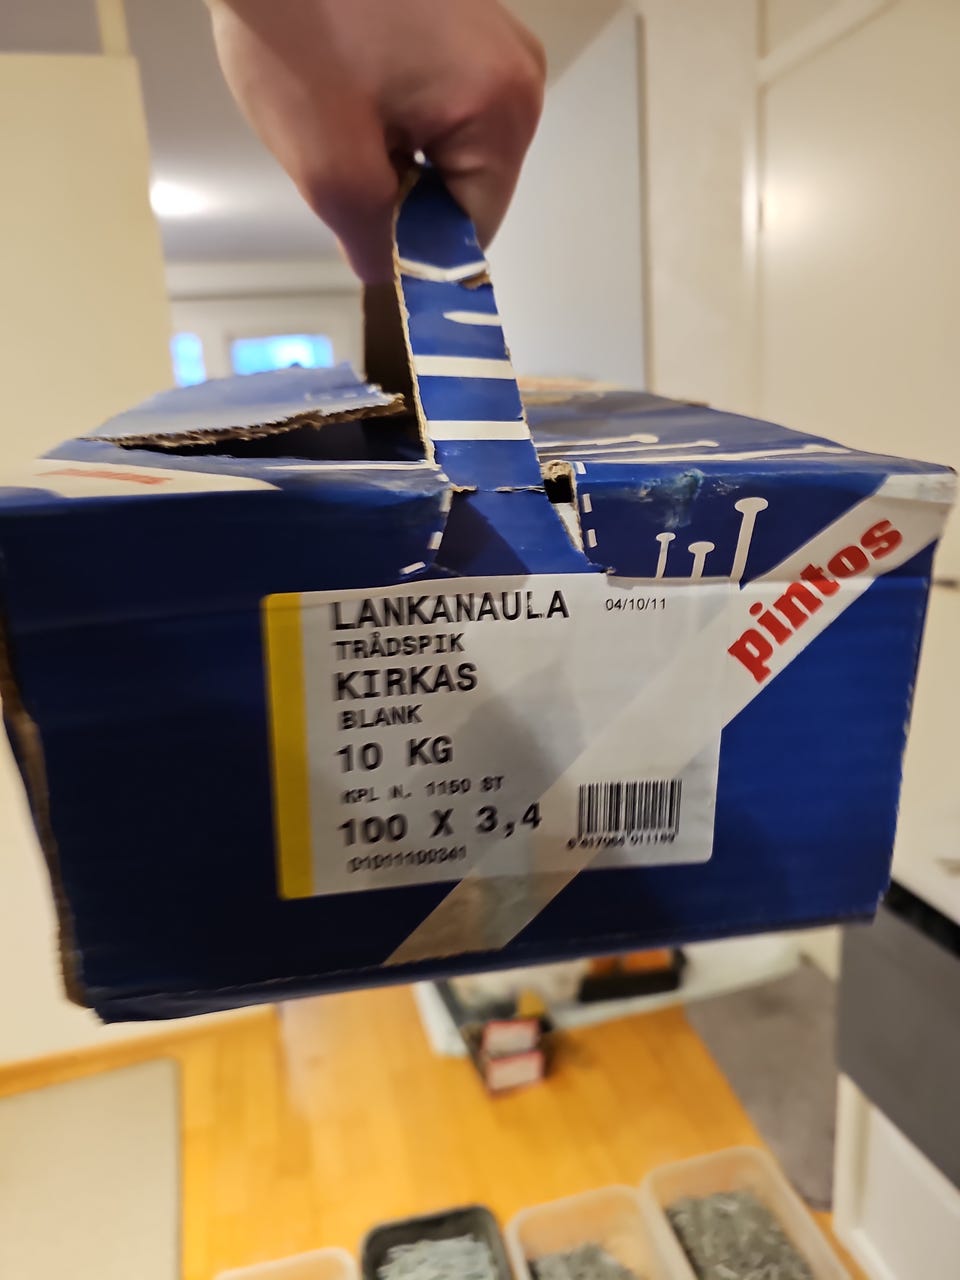 LANKANAULA
04/10/11
TRÅDSPIK
KIRKAS
BLANK
10 KG
KPL N. 1150 ST
100 X 3,4
pintos